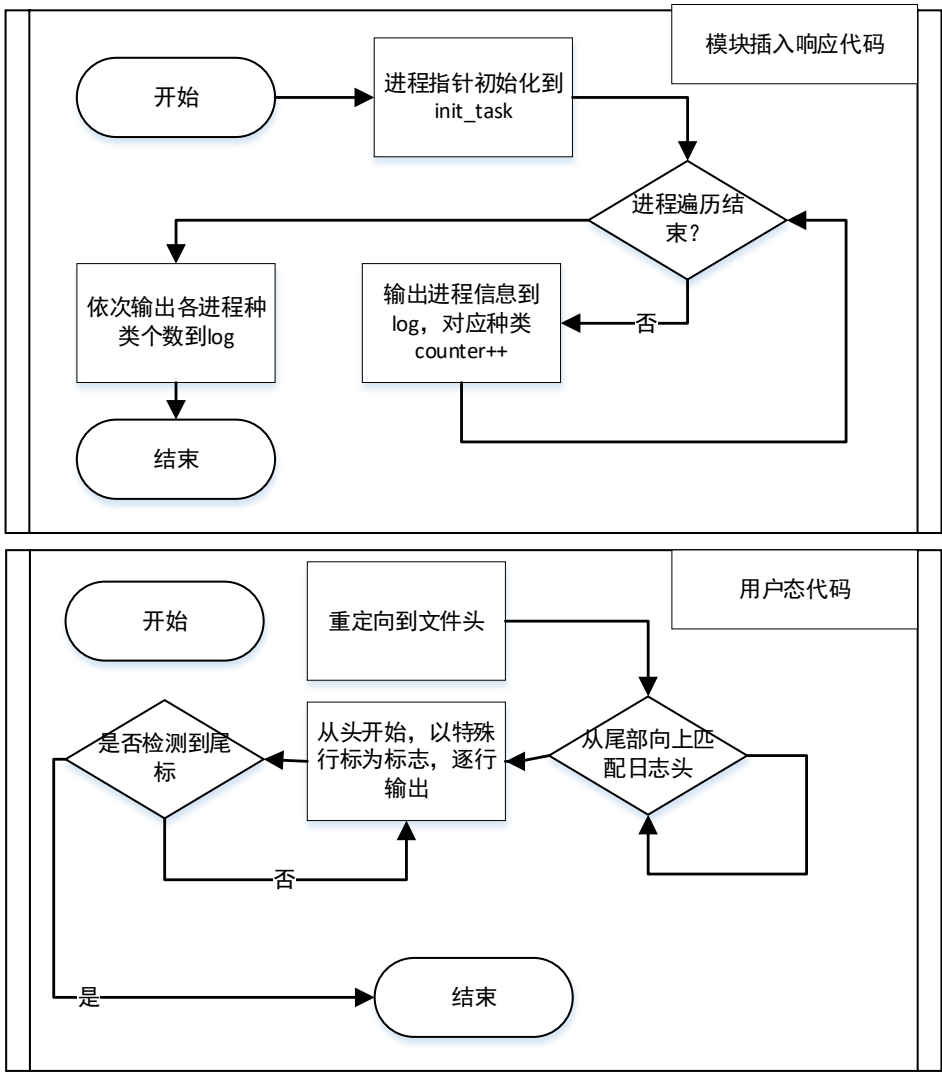 模块插入响应代码
开始
进程指针初始化到
init_task
进程遍历结
束？
依次输出各进程种
类个数到log
输出进程信息到
log，对应种类
counter++
否
结束
用户态代码
开始
重定向到文件头
从尾部向上匹
配日志头
从头开始，以特殊
行标为标志，逐行
输出
是否检测到尾
标
否
是
结束